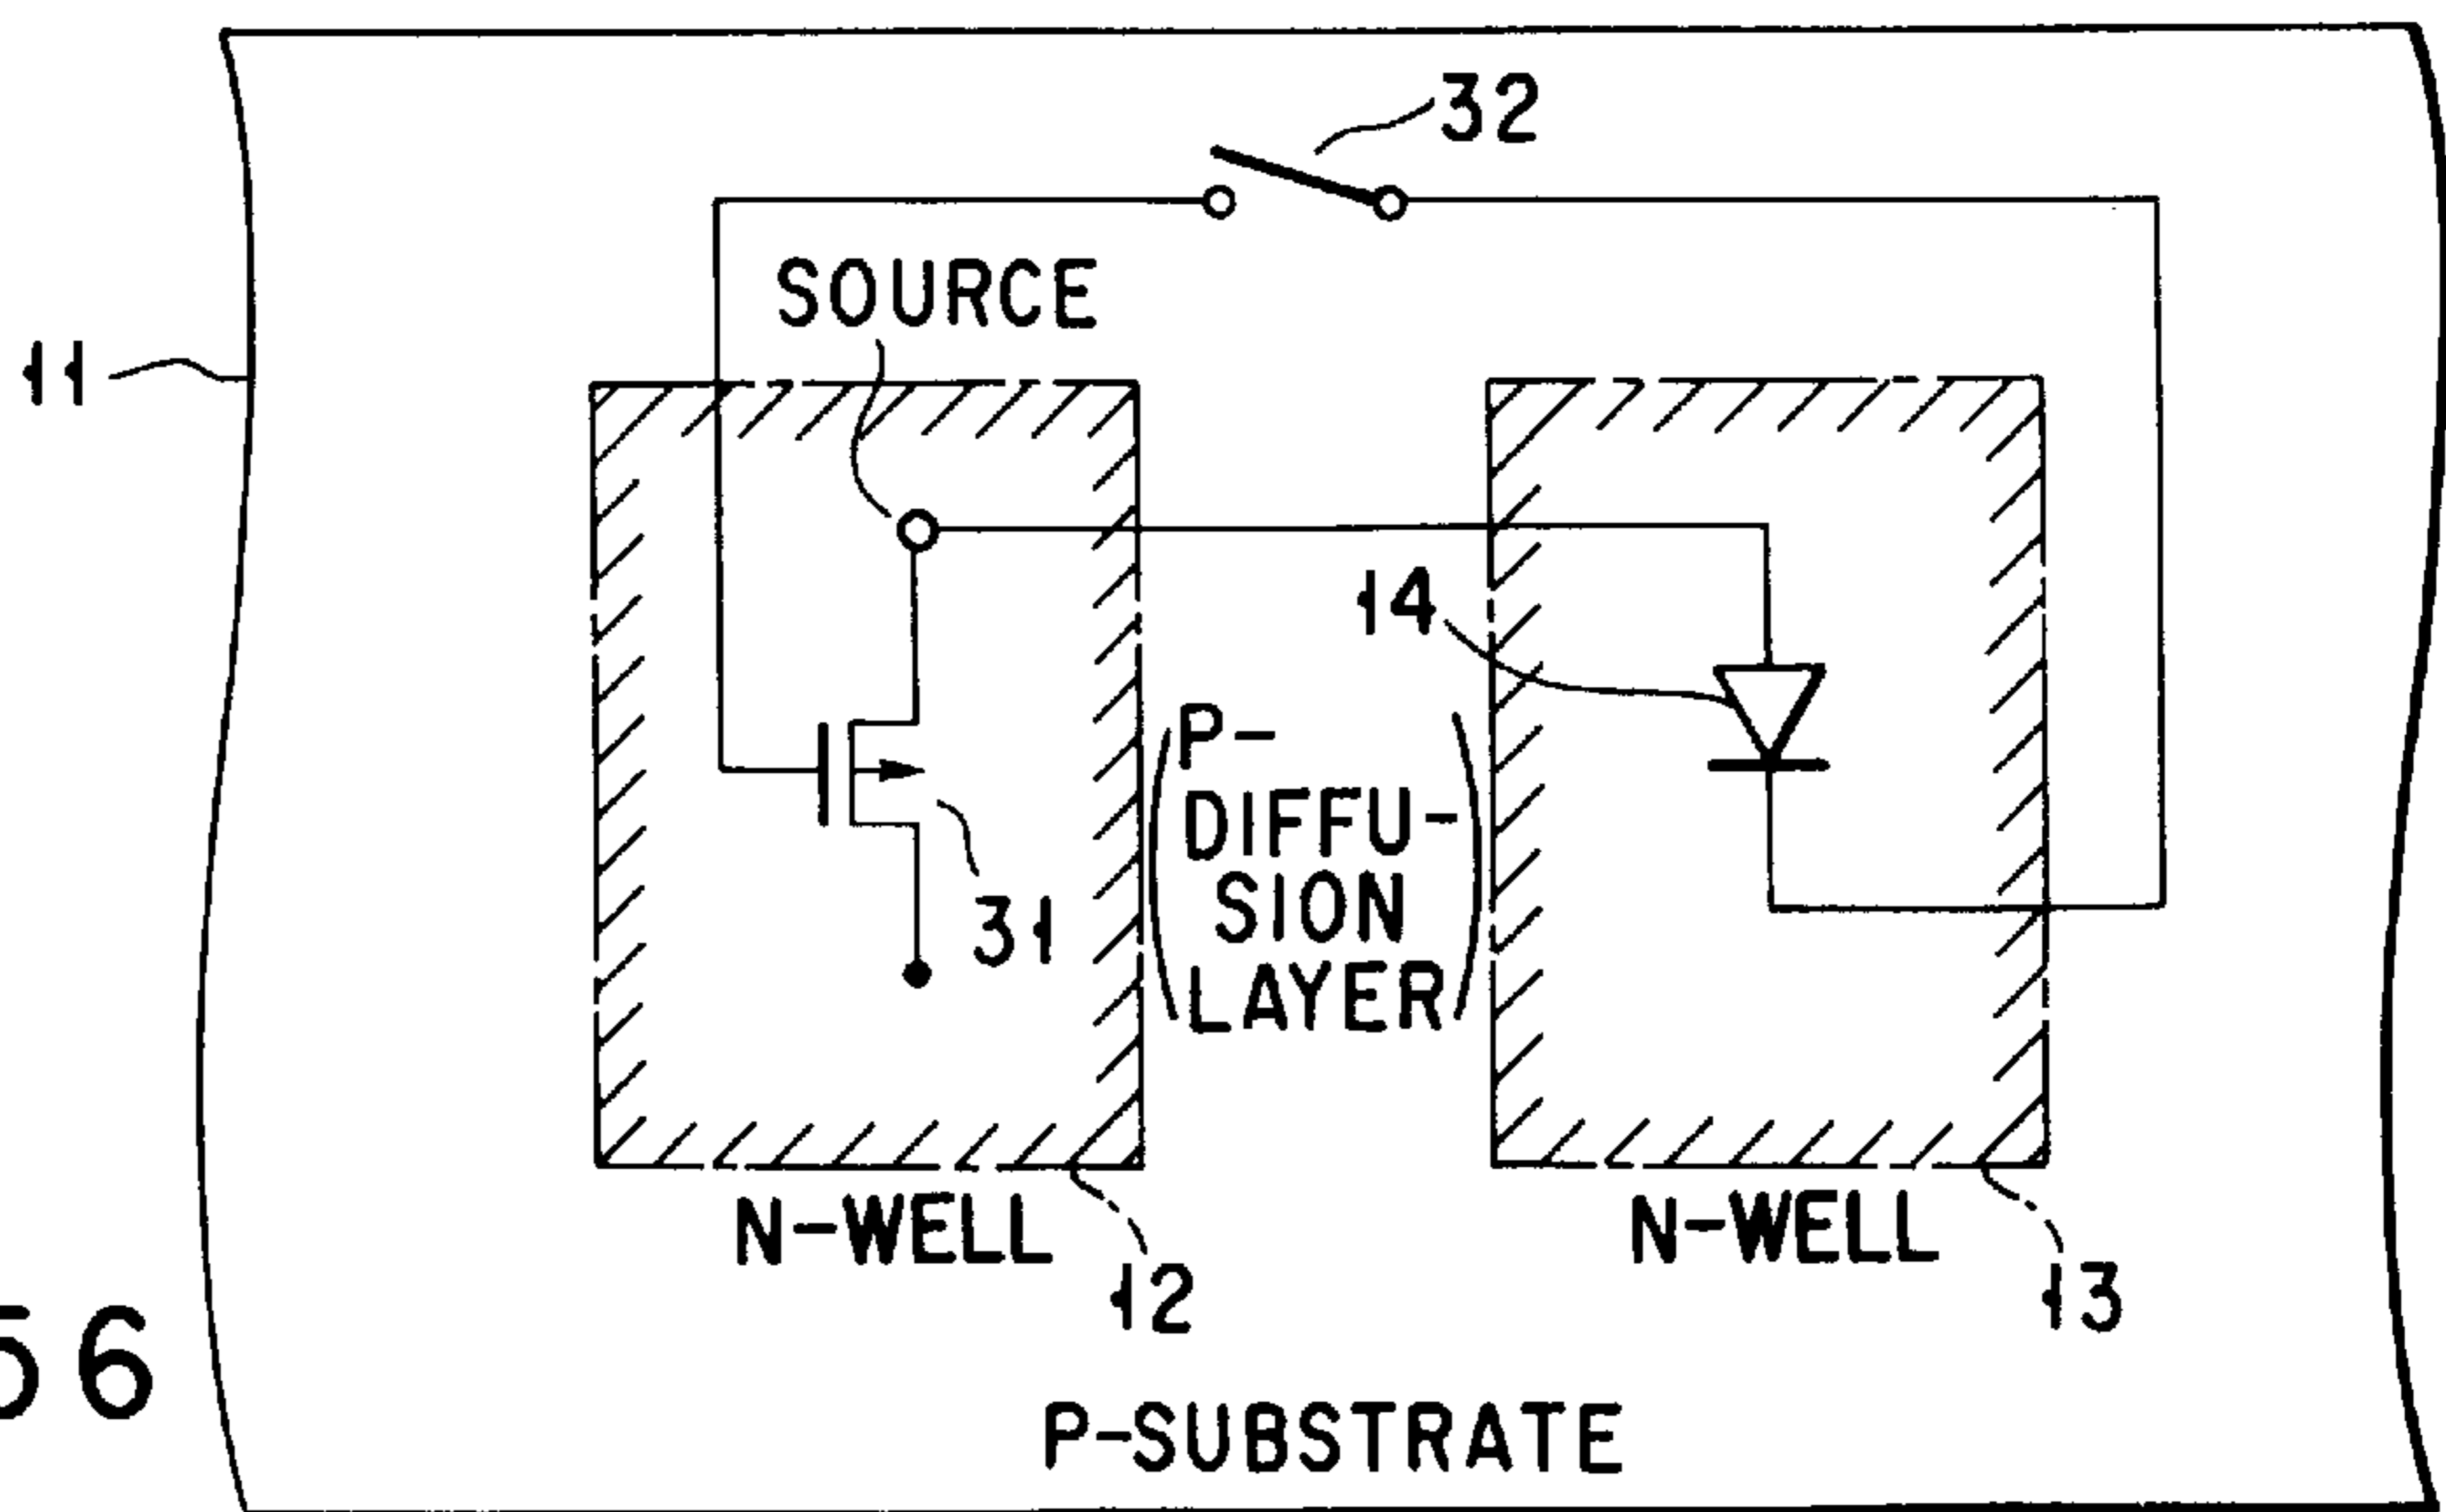 32
SOURCE
11
14
(P-
DIFFU-
SION
LAYER)
31
N-WELL
N-WELL
12
13
56
P-SUBSTRATE